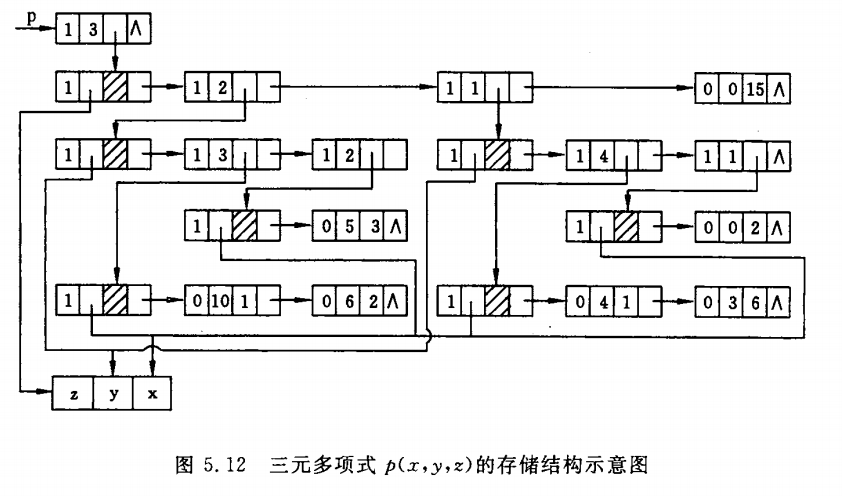 p
1 3 ∧
1 1 2 1 1 0 0 15 ∧
1 1 3 1 2 1 1 4 1 1 ∧
1 0 5 3 ∧ 1 0 0 2 ∧
1 0 10 1 0 6 2 ∧ 1 0 4 1 0 3 6 ∧
z y x
图 5.12 三元多项式 p(x,y,z)的存储结构示意图